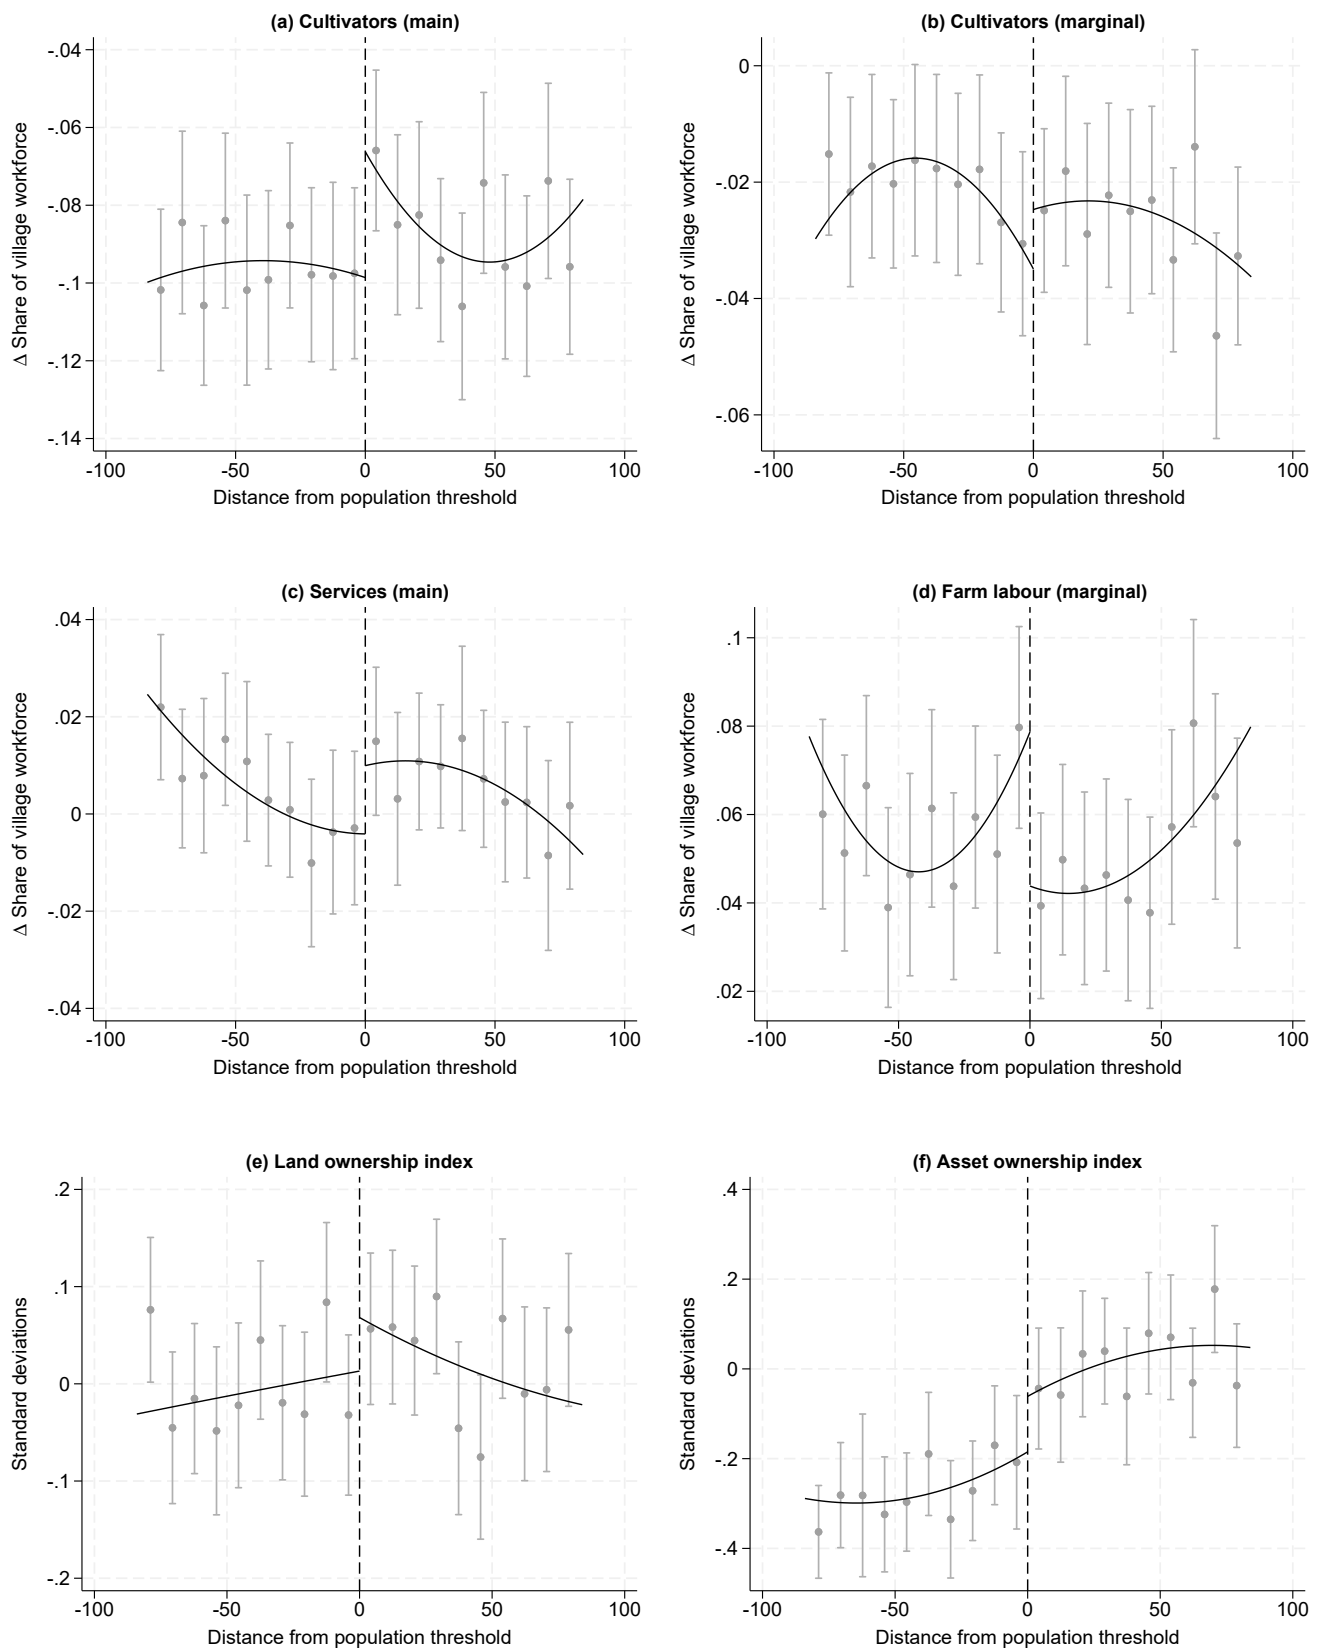 (a) Cultivators (main)
Δ Share of village workforce
-.04
-.06
-.08
-.1
-.12
-.14
-100 -50 0 50 100
Distance from population threshold
(b) Cultivators (marginal)
Δ Share of village workforce
0
-.02
-.04
-.06
-100 -50 0 50 100
Distance from population threshold
(c) Services (main)
Δ Share of village workforce
.04
.02
0
-.02
-.04
-100 -50 0 50 100
Distance from population threshold
(d) Farm labour (marginal)
Δ Share of village workforce
.1
.08
.06
.04
.02
-100 -50 0 50 100
Distance from population threshold
(e) Land ownership index
Standard deviations
.2
.1
0
-.1
-.2
-100 -50 0 50 100
Distance from population threshold
(f) Asset ownership index
Standard deviations
.4
.2
0
-.2
-.4
-100 -50 0 50 100
Distance from population threshold